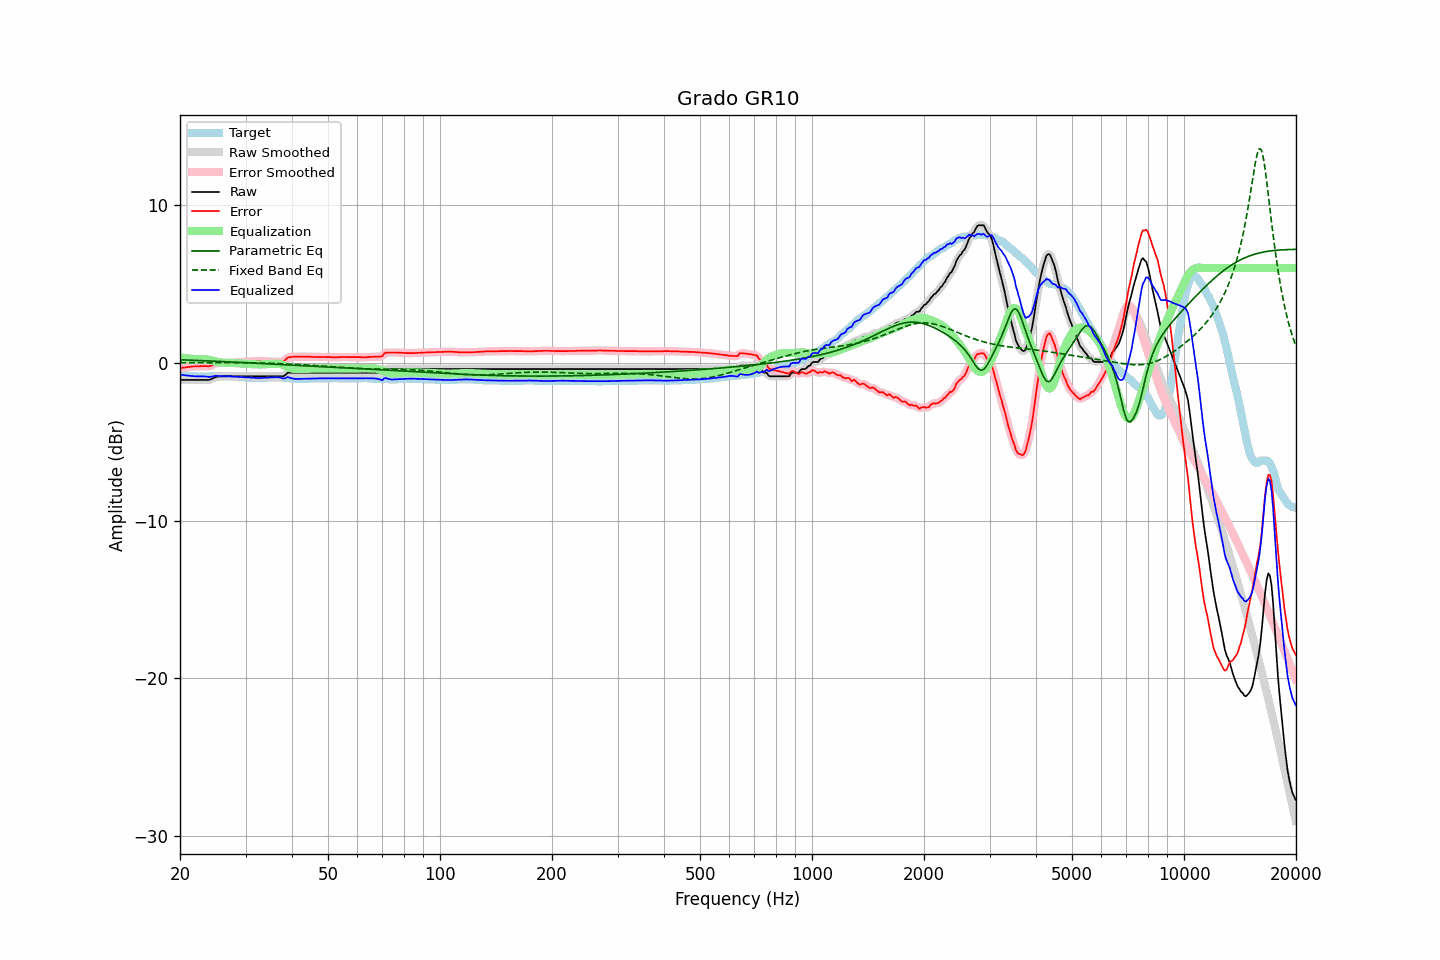 Grado GR10
Target
Raw Smoothed
Error Smoothed
Raw
Error
Equalization
Parametric Eq
Fixed Band Eq
Equalized
10
0
−10
−20
−30
Amplitude (dBr)
20
50
100
200
500
1000
2000
5000
10000
20000
Frequency (Hz)